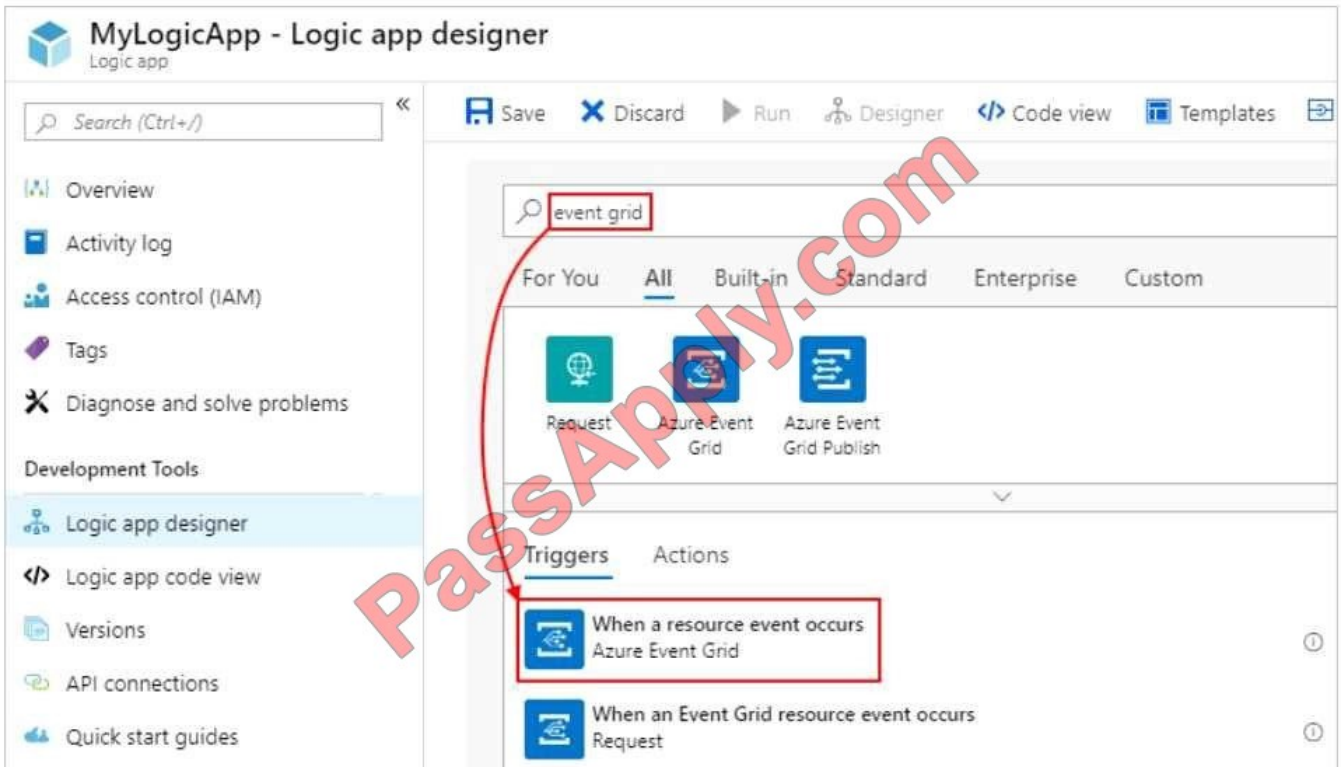 MyLogicApp - Logic app designer
Logic app
Search (Ctrl+/)
«
Overview
Activity log
Access control (IAM)
Tags
Diagnose and solve problems
Development Tools
Logic app designer
Logic app code view
Versions
API connections
Quick start guides
Save Discard Run Designer </> Code view Templates
event grid
For You All Built-in Standard Enterprise Custom
Request
Azure Event
Grid
Azure Event
Grid Publish
Triggers Actions
When a resource event occurs
Azure Event Grid
When an Event Grid resource event occurs
Request
PassApply.com